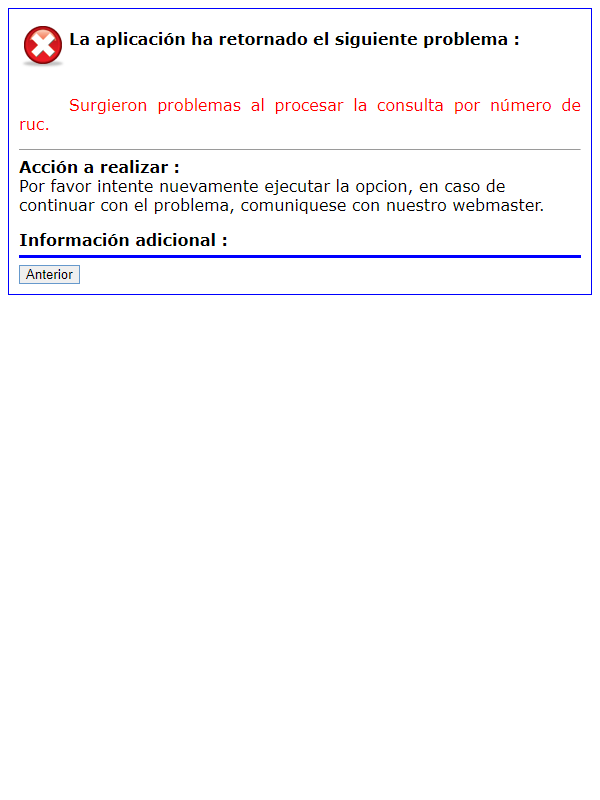 La aplicación ha retornado el siguiente problema :
Surgieron problemas al procesar la consulta por número de
ruc.
Acción a realizar :
Por favor intente nuevamente ejecutar la opcion, en caso de
continuar con el problema, comuniquese con nuestro webmaster.
Información adicional :
Anterior